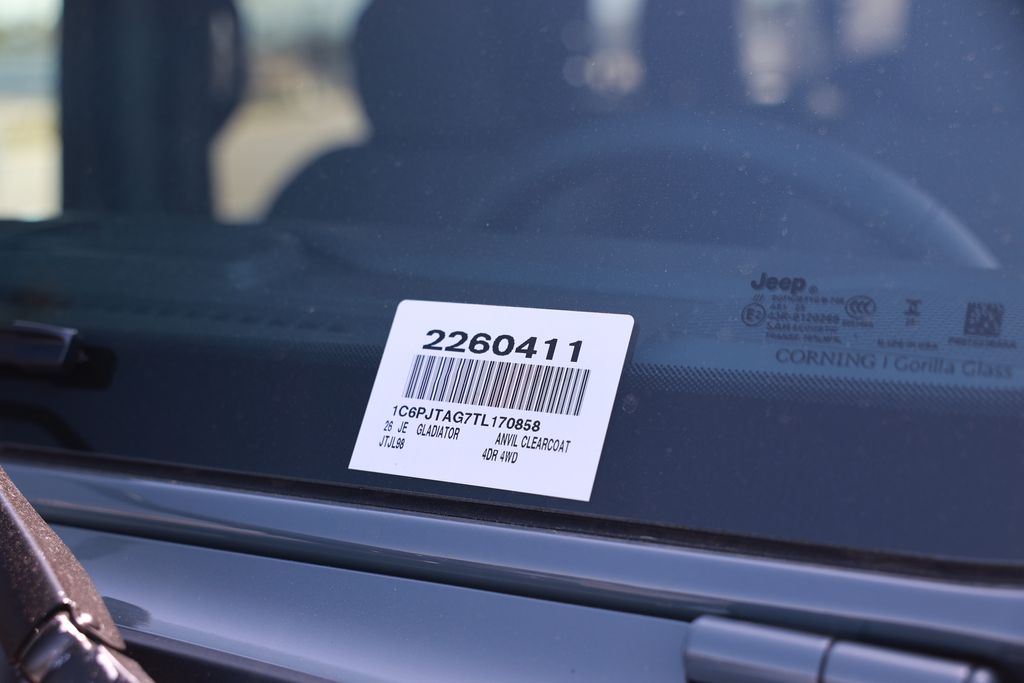 2260411
1C6PJTAG7TL170858
26 JE GLADIATOR ANVIL CLEARCOAT
JTJL98 4DR 4WD
Jeep®
CORNING | Gorilla Glass